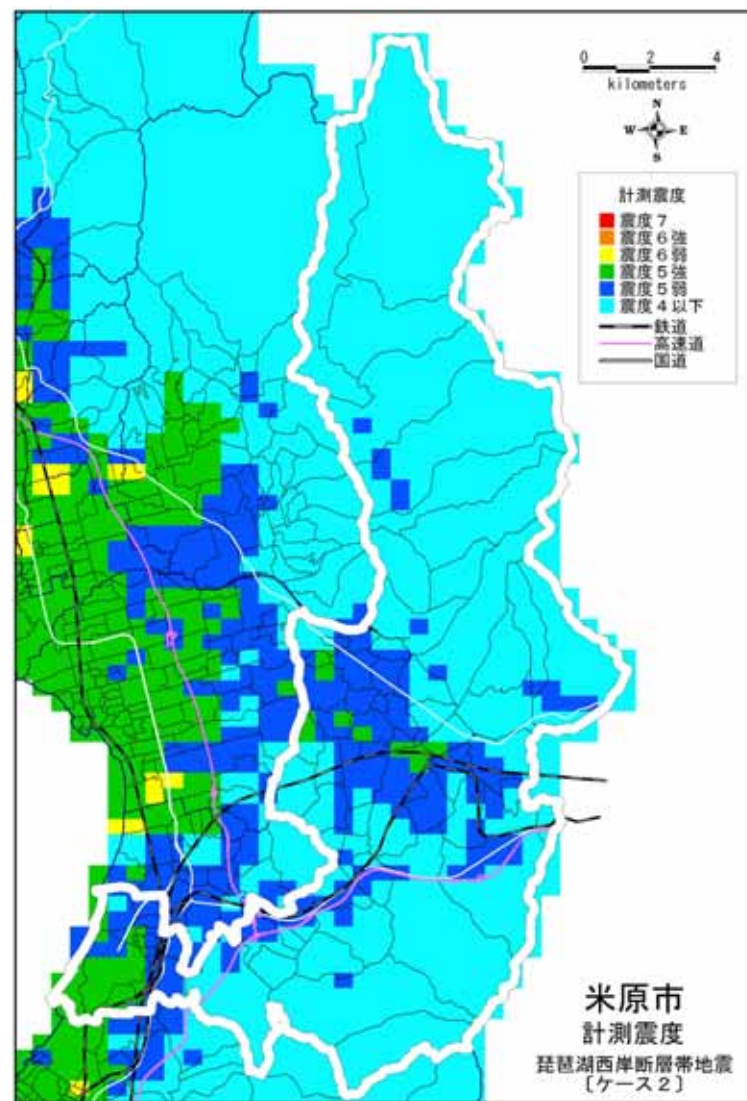 0 2 4
kilometers
N
W E
S
計測震度
震度7
震度6強
震度6弱
震度5強
震度5弱
震度4以下
鉄道
高速道
国道
米原市
計測震度
琵琶湖西岸断層帯地震
〔ケース2〕